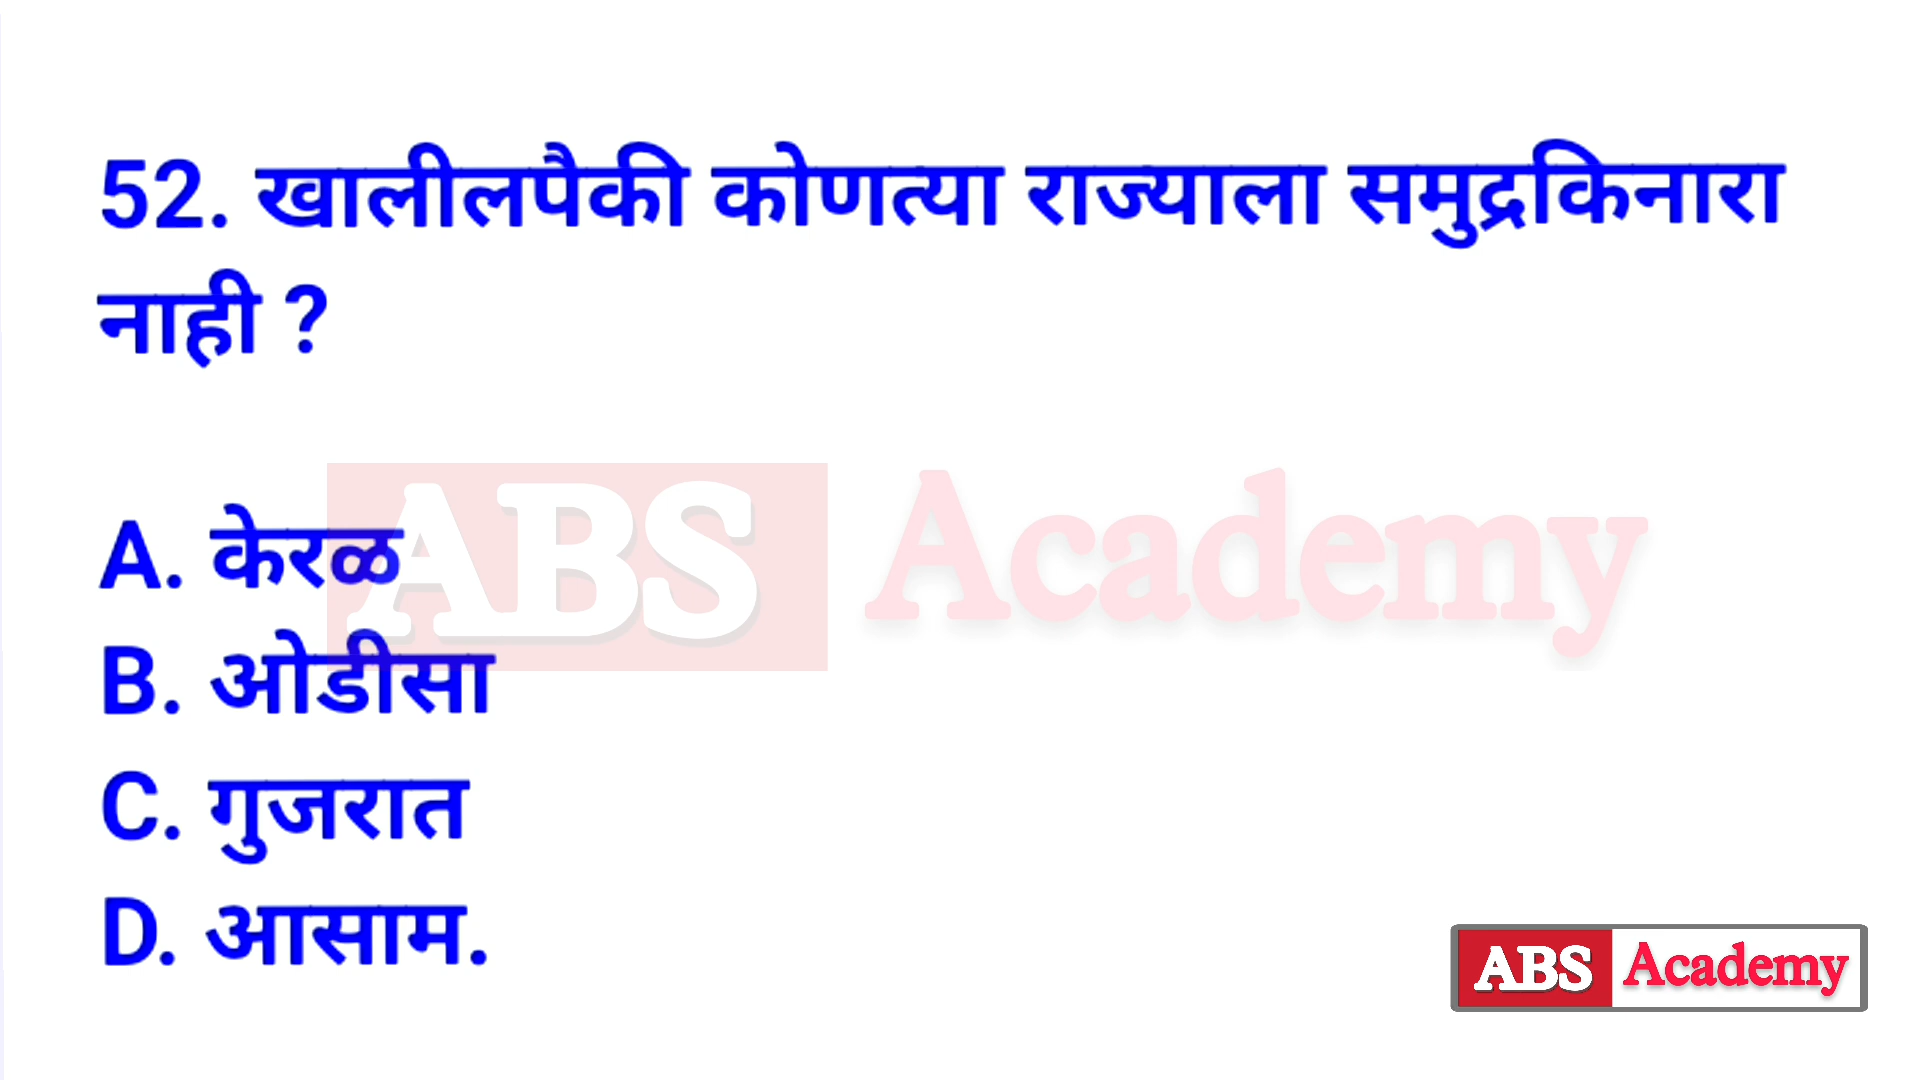 52. खालीलपैकी कोणत्या राज्याला समुद्रकिनारा
नाही ?
ABS Academy
A. केरळ
B. ओडीसा
C. गुजरात
D. आसाम.
ABS Academy